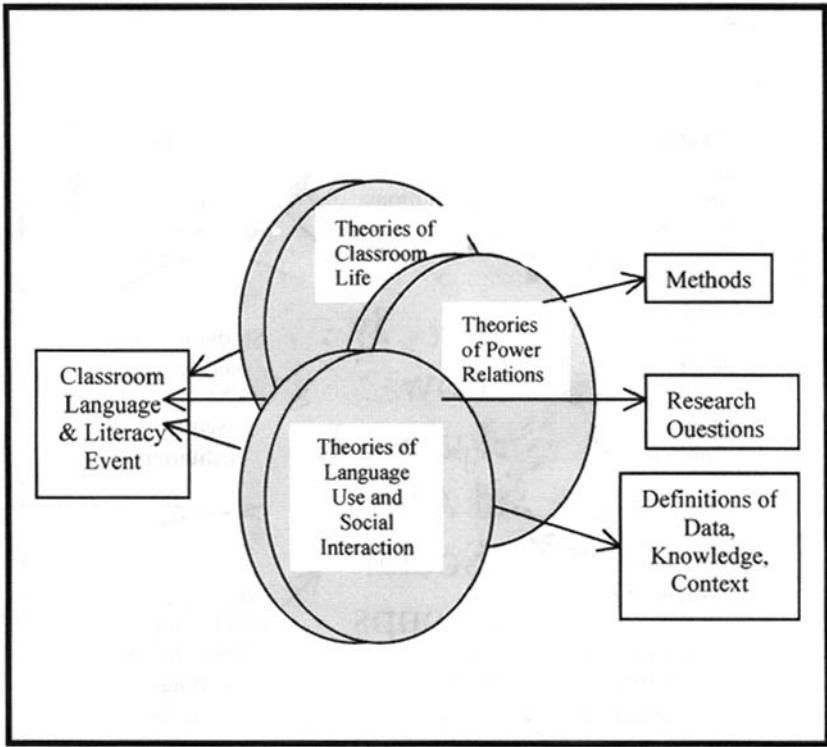 Theories of
Classroom
Life
Theories
of Power
Relations
Methods
Classroom
Language
& Literacy
Event
Research
Ouestions
Theories of
Language
Use and
Social
Interaction
Definitions of
Data,
Knowledge,
Context